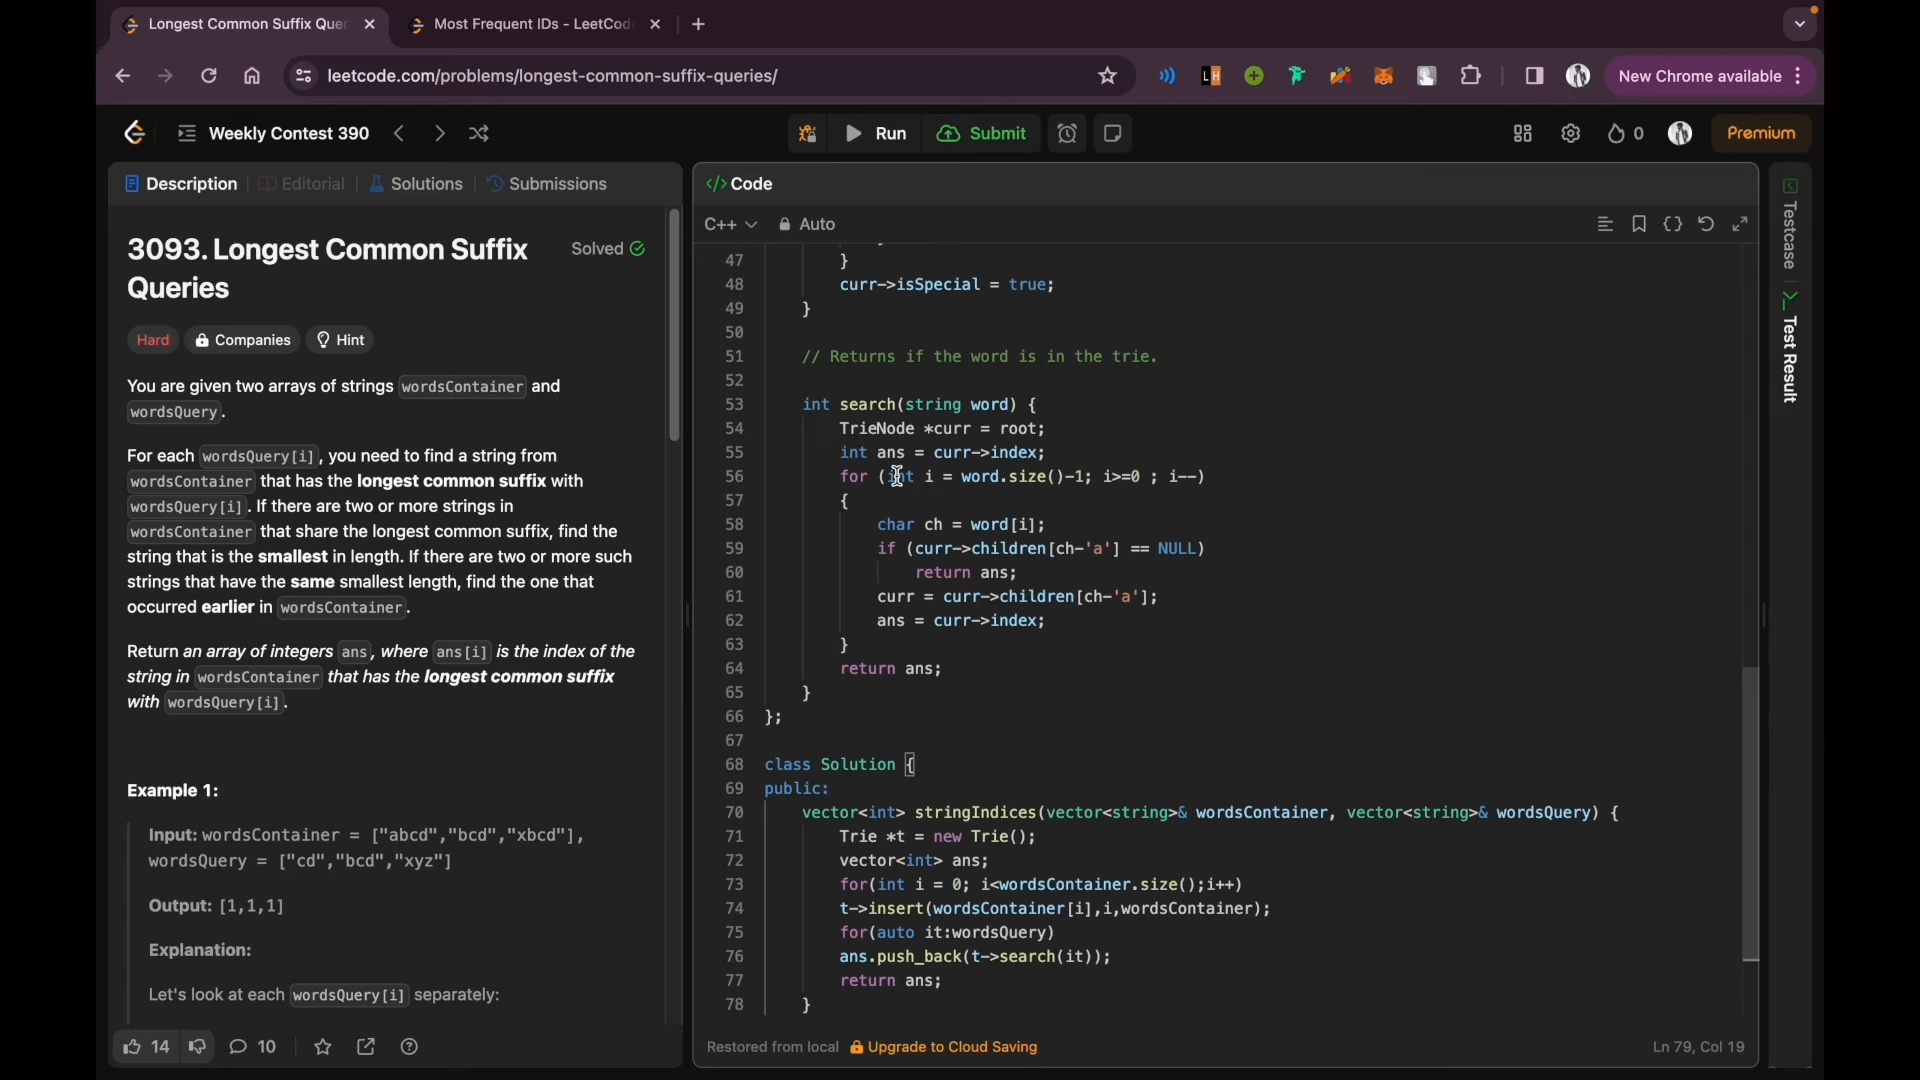 Longest Common Suffix Que
Most Frequent IDs - LeetCod
leetcode.com/problems/longest-common-suffix-queries/
New Chrome available
Weekly Contest 390
Run
Submit
0
Premium
Description
Editorial
Solutions
Submissions
3093. Longest Common Suffix
Queries
Solved
Hard
Companies
Hint
You are given two arrays of strings wordsContainer and
wordsQuery.
For each wordsQuery[i], you need to find a string from
wordsContainer that has the longest common suffix with
wordsQuery[i]. If there are two or more strings in
wordsContainer that share the longest common suffix, find the
string that is the smallest in length. If there are two or more such
strings that have the same smallest length, find the one that
occurred earlier in wordsContainer.
Return an array of integers ans, where ans[i] is the index of the
string in wordsContainer that has the longest common suffix
with wordsQuery[i].
Example 1:
Input: wordsContainer = ["abcd","bcd","xbcd"],
wordsQuery = ["cd","bcd","xyz"]
Output: [1,1,1]
Explanation:
Let's look at each wordsQuery[i] separately:
14
10
Code
C++
Auto
47 }
48 curr->isSpecial = true;
49 }
50
51 // Returns if the word is in the trie.
52
53 int search(string word) {
54 TrieNode *curr = root;
55 int ans = curr->index;
56 for (int i = word.size()-1; i>=0 ; i--)
57 {
58 char ch = word[i];
59 if (curr->children[ch-'a'] == NULL)
60 return ans;
61 curr = curr->children[ch-'a'];
62 ans = curr->index;
63 }
64 return ans;
65 }
66 };
67
68 class Solution {
69 public:
70 vector<int> stringIndices(vector<string>& wordsContainer, vector<string>& wordsQuery) {
71 Trie *t = new Trie();
72 vector<int> ans;
73 for(int i = 0; i<wordsContainer.size();i++)
74 t->insert(wordsContainer[i],i,wordsContainer);
75 for(auto it:wordsQuery)
76 ans.push_back(t->search(it));
77 return ans;
78 }
Restored from local
Upgrade to Cloud Saving
Ln 79, Col 19
Testcase
Test Result